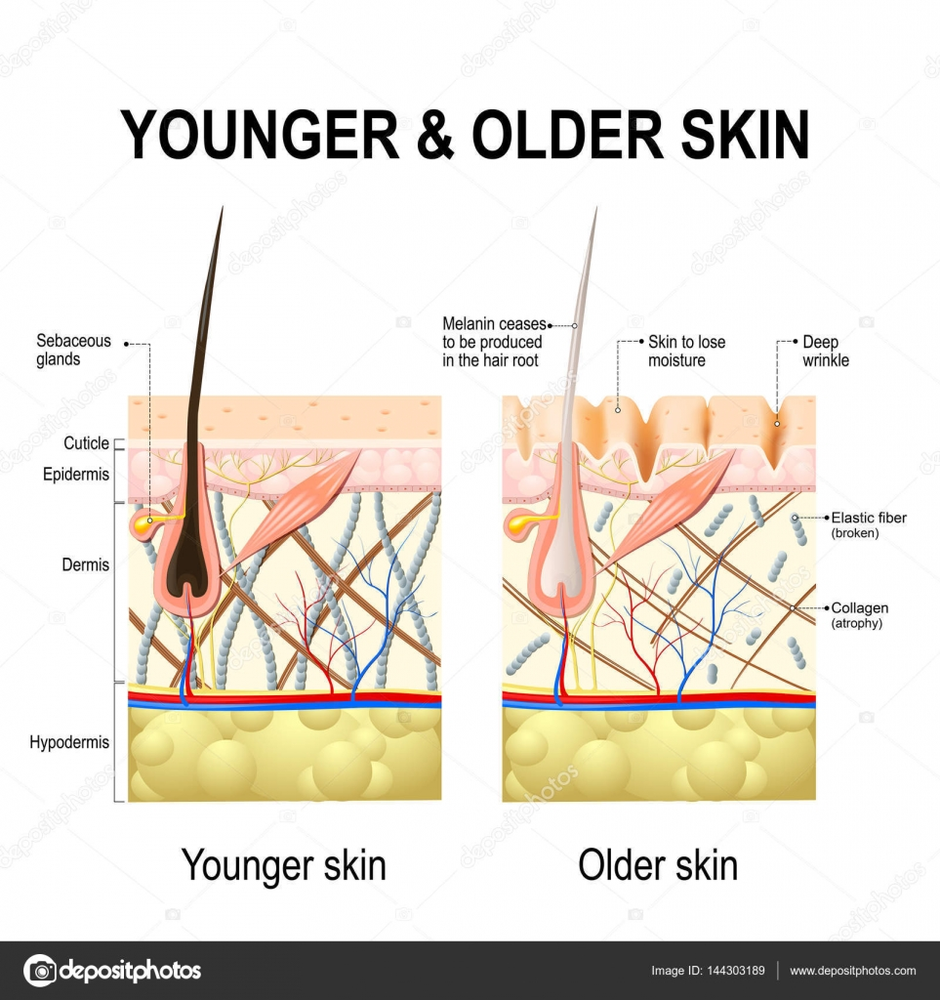 YOUNGER & OLDER SKIN
Sebaceous
glands
Cuticle
Epidermis
Dermis
Hypodermis
Melanin ceases
to be produced
in the hair root
Skin to lose
moisture
Deep
wrinkle
Elastic fiber
(broken)
Collagen
(atrophy)
Younger skin
Older skin
depositphotos
Image ID: 144303189
www.depositphotos.com